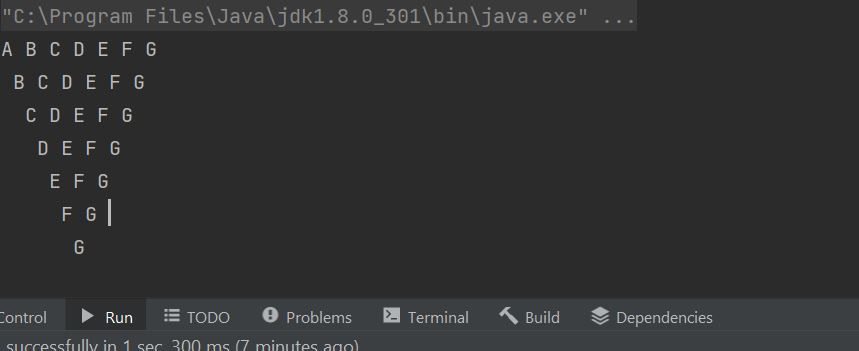 "C:\Program Files\Java\jdk1.8.0_301\bin\java.exe" ...
A B C D E F G
 B C D E F G
  C D E F G
   D E F G
    E F G
     F G
      G
Control Run TODO Problems Terminal Build Dependencies
successfully in 1 sec, 300 ms (7 minutes ago)